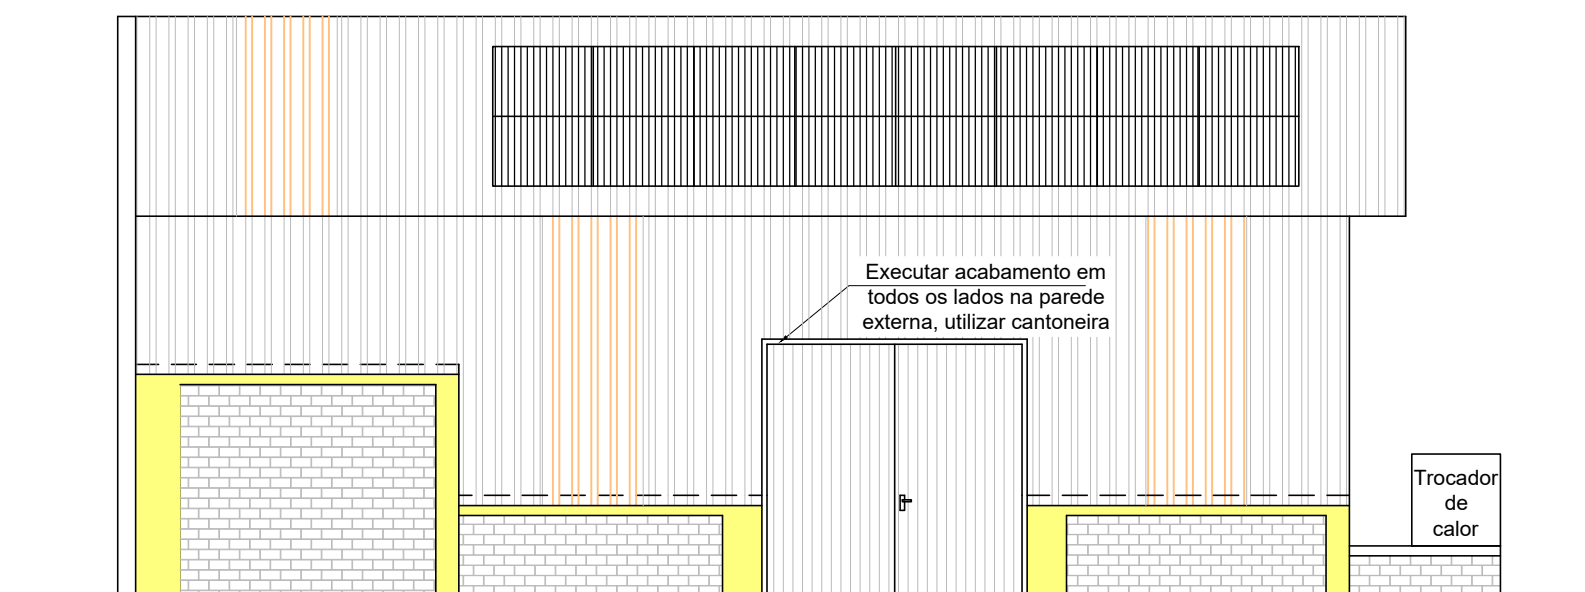 Executar acabamento em
todos os lados na parede
externa, utilizar cantoneira
Trocador
de
calor